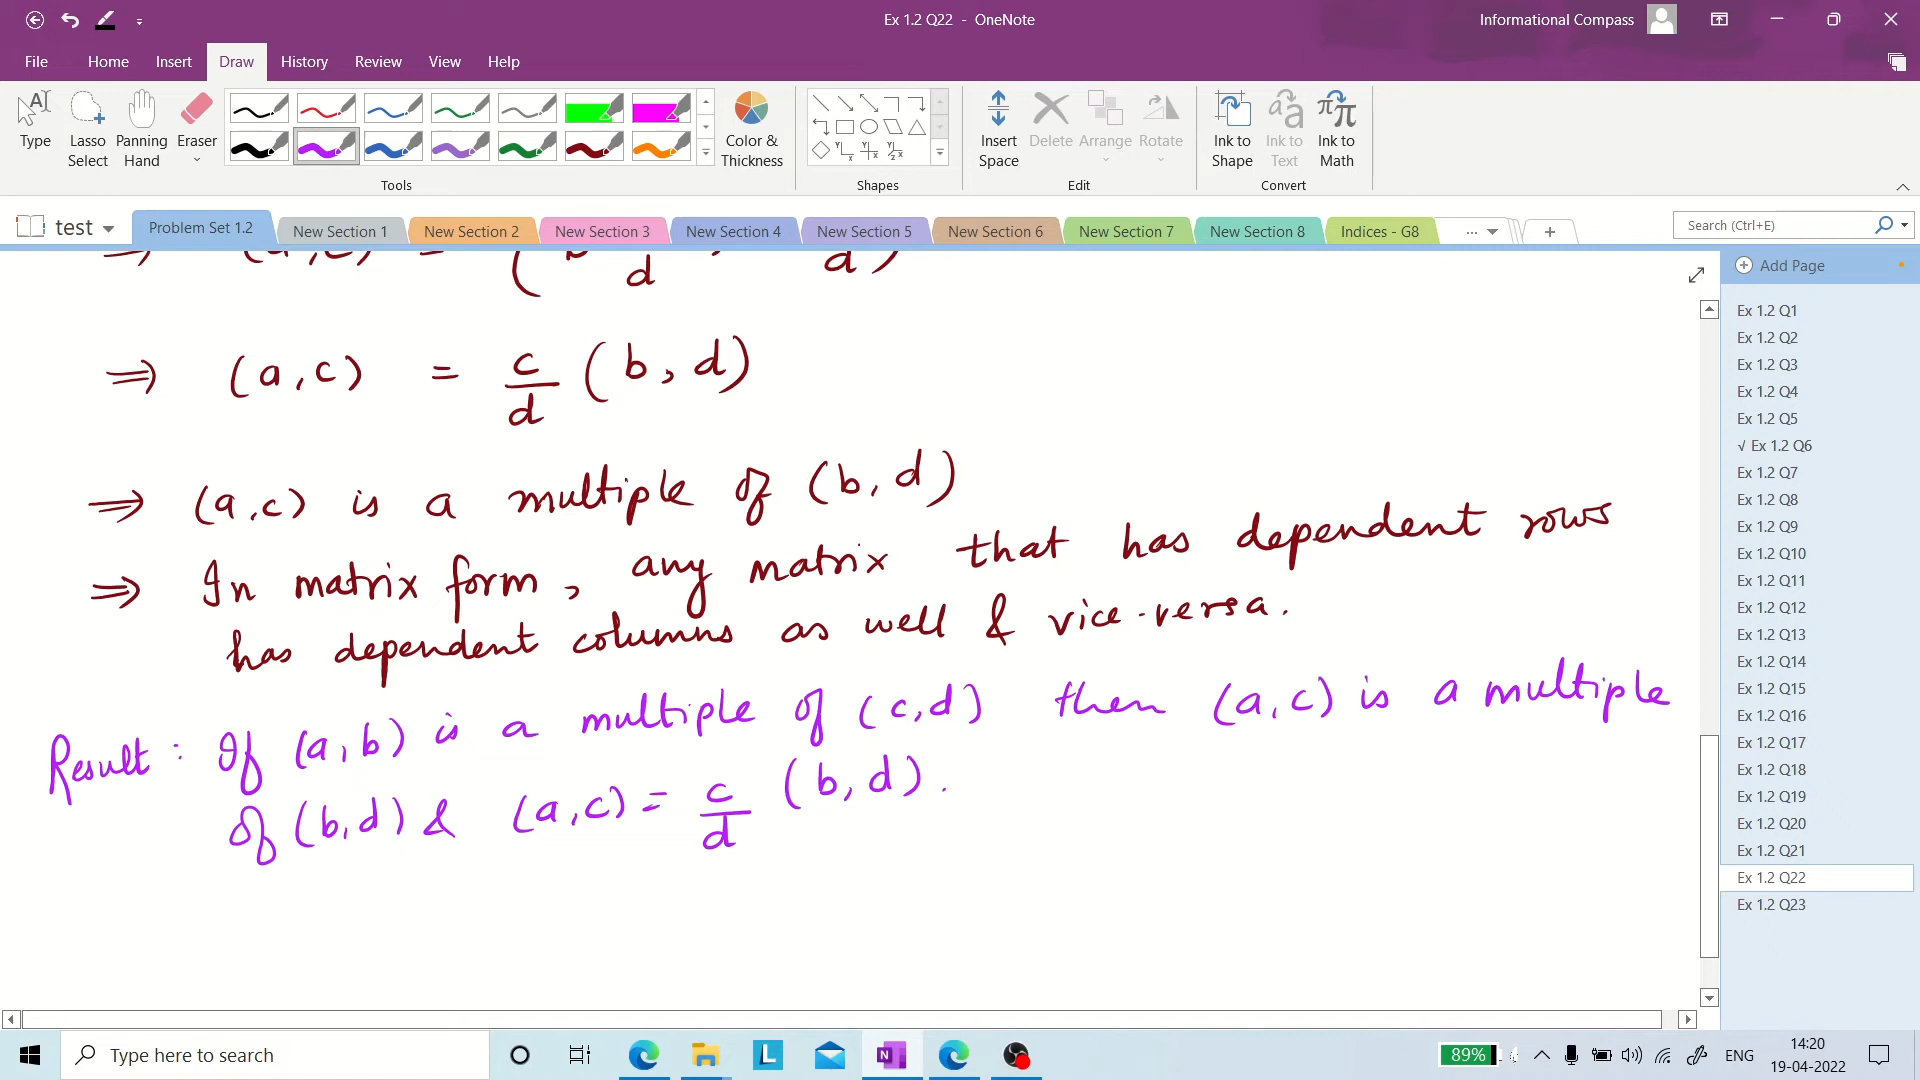 Ex 1.2 Q22 - OneNote
Informational Compass
File Home Insert Draw History Review View Help
Type
Lasso Select
Panning Hand
Eraser
Color & Thickness
Insert Space
Delete
Arrange
Rotate
Ink to Shape
Ink to Text
Ink to Math
Tools
Shapes
Edit
Convert
test
Problem Set 1.2
New Section 1
New Section 2
New Section 3
New Section 4
New Section 5
New Section 6
New Section 7
New Section 8
Indices - G8
...
Search (Ctrl+E)
⇒ (a,c) = c/d (b, d)
⇒ (a,c) is a multiple of (b, d)
⇒ In matrix form, any matrix that has dependent rows
has dependent columns as well & vice-versa.
Result: If (a,b) is a multiple of (c,d) then (a,c) is a multiple
of (b,d) & (a,c) = c/d (b,d).
Add Page
Ex 1.2 Q1
Ex 1.2 Q2
Ex 1.2 Q3
Ex 1.2 Q4
Ex 1.2 Q5
√ Ex 1.2 Q6
Ex 1.2 Q7
Ex 1.2 Q8
Ex 1.2 Q9
Ex 1.2 Q10
Ex 1.2 Q11
Ex 1.2 Q12
Ex 1.2 Q13
Ex 1.2 Q14
Ex 1.2 Q15
Ex 1.2 Q16
Ex 1.2 Q17
Ex 1.2 Q18
Ex 1.2 Q19
Ex 1.2 Q20
Ex 1.2 Q21
Ex 1.2 Q22
Ex 1.2 Q23
Type here to search
89%
ENG
14:20
19-04-2022